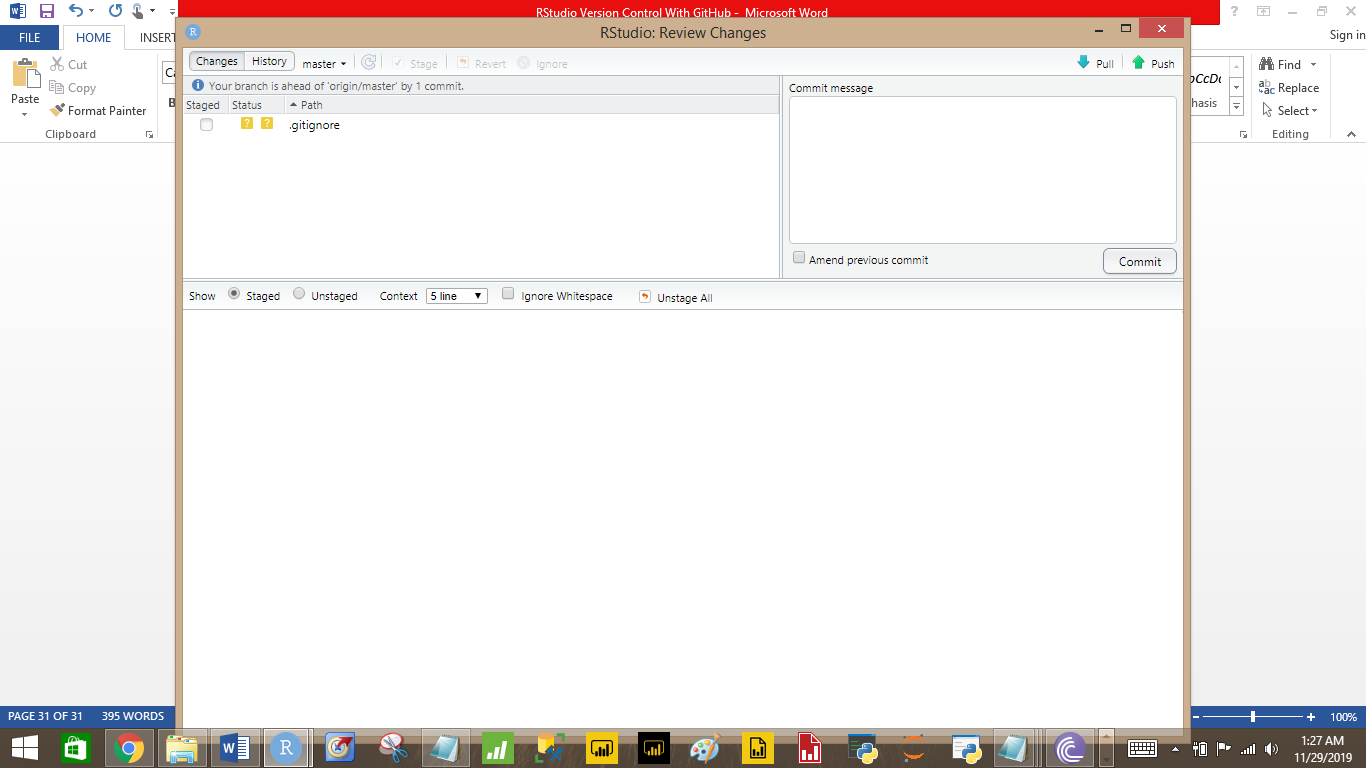 RStudio Version Control With GitHub - Microsoft Word
FILE
HOME
INSERT
Sign in
Paste
Cut
Copy
Format Painter
Clipboard
Find
Replace
Select
Editing
RStudio: Review Changes
Changes
History
master
Stage
Revert
Ignore
Pull
Push
Your branch is ahead of 'origin/master' by 1 commit.
Staged
Status
Path
? ? .gitignore
Commit message
Amend previous commit
Commit
Show
Staged
Unstaged
Context
5 line
Ignore Whitespace
Unstage All
PAGE 31 OF 31
395 WORDS
100%
1:27 AM
11/29/2019